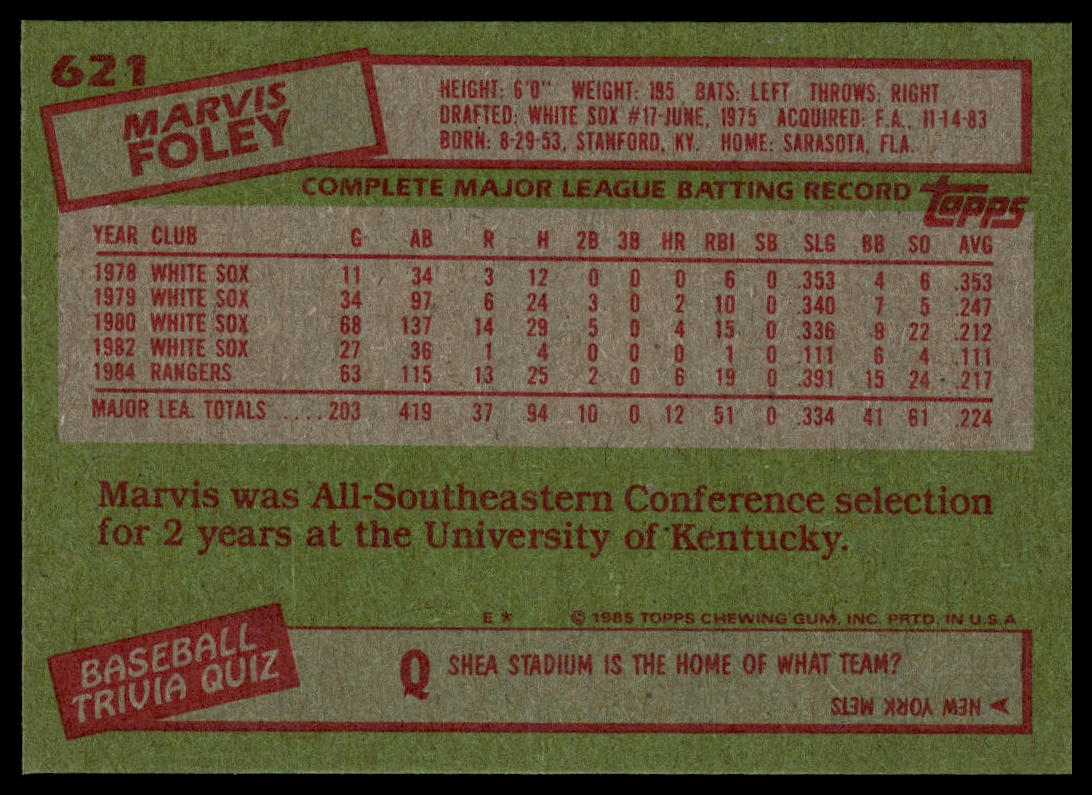 621
MARVIS
FOLEY
HEIGHT: 6'0" WEIGHT: 195 BATS: LEFT THROWS: RIGHT
DRAFTED: WHITE SOX #17-JUNE, 1975 ACQUIRED: F.A., 11-14-83
BORN: 8-29-53, STANFORD, KY. HOME: SARASOTA, FLA.
COMPLETE MAJOR LEAGUE BATTING RECORD topps
YEAR CLUB G AB R H 2B 3B HR RBI SB SLG BB SO AVG
1978 WHITE SOX 11 34 3 12 0 0 0 6 0 .353 4 6 .353
1979 WHITE SOX 34 97 6 24 3 0 2 10 0 .340 7 5 .247
1980 WHITE SOX 68 137 14 29 5 0 4 15 0 .336 9 22 .212
1982 WHITE SOX 27 36 1 4 0 0 0 1 0 .111 6 4 .111
1984 RANGERS 63 115 13 25 2 0 6 19 0 .391 15 24 .217
MAJOR LEA. TOTALS .....203 419 37 94 10 0 12 51 0 .334 41 61 .224
Marvis was All-Southeastern Conference selection
for 2 years at the University of Kentucky.
E * © 1985 TOPPS CHEWING GUM, INC. PRTD. IN U.S.A
BASEBALL
TRIVIA QUIZ
Q SHEA STADIUM IS THE HOME OF WHAT TEAM?
A NEW YORK METS